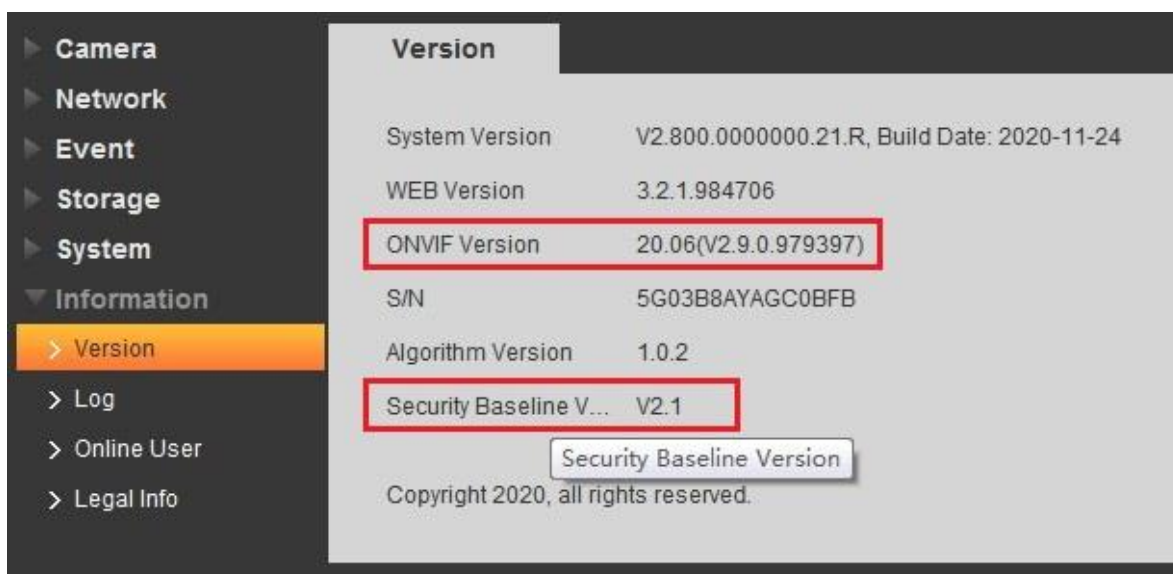 Camera
Network
Event
Storage
System
Information
Version
Log
Online User
Legal Info
Version
System Version V2.800.0000000.21.R, Build Date: 2020-11-24
WEB Version 3.2.1.984706
ONVIF Version 20.06(V2.9.0.979397)
S/N 5G03B8AYAGC0BFB
Algorithm Version 1.0.2
Security Baseline V... V2.1
Security Baseline Version
Copyright 2020, all rights reserved.